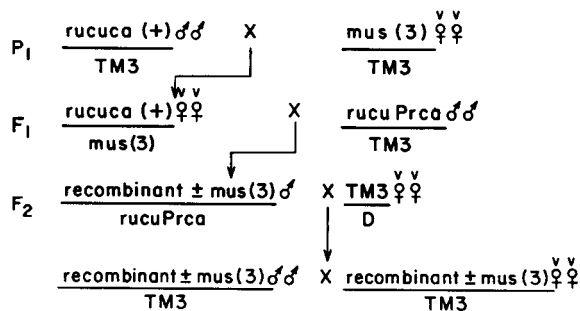 P₁ rucuca (+)♂♂ / TM3 X mus (3) v v ♀♀ / TM3
F₁ rucuca (+) v v ♀♀ / mus(3) X rucu Prca♂♂ / TM3
F₂ recombinant ± mus(3)♂ / rucuPrca X TM3 v v ♀♀ / D
recombinant ± mus(3)♂♂ / TM3 X recombinant ± mus(3) v v ♀♀ / TM3